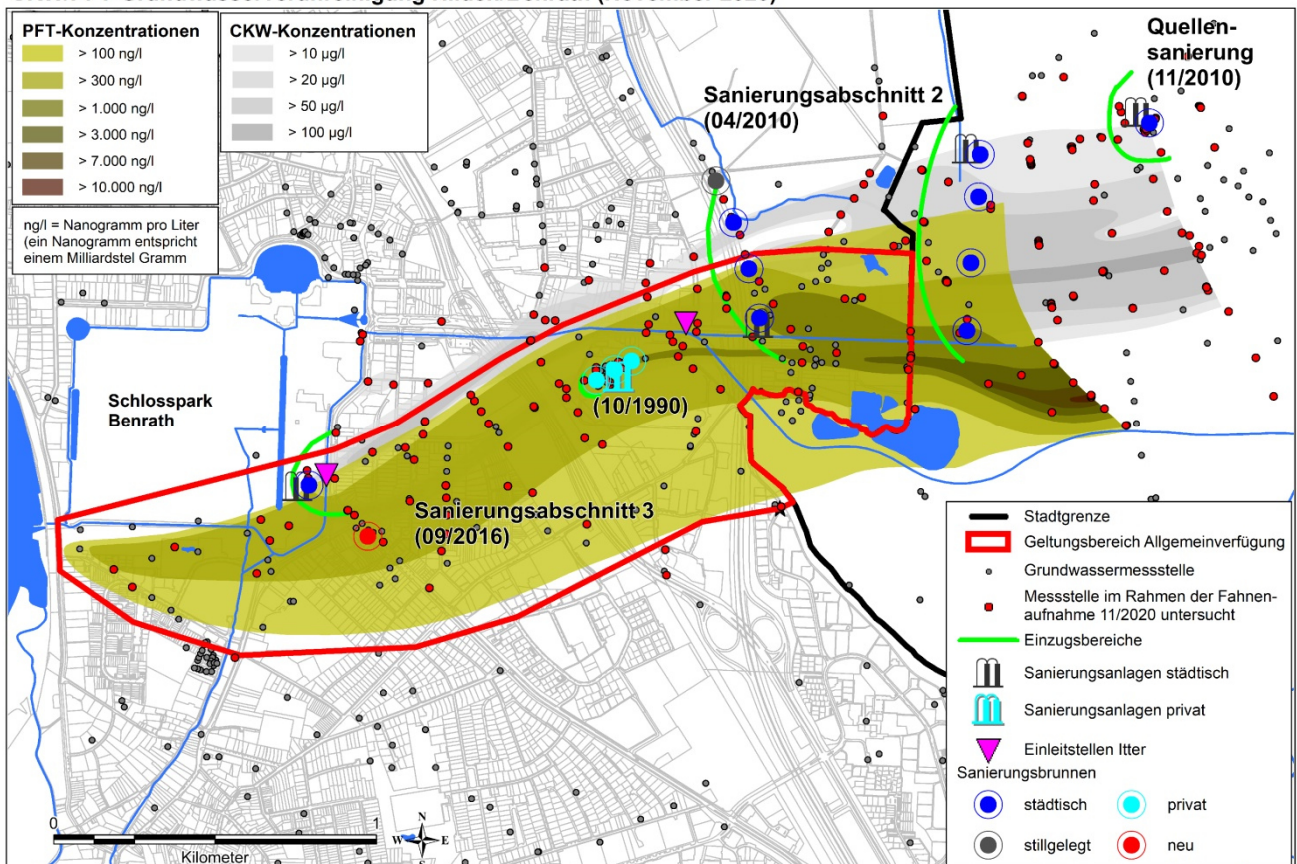 PFT-Konzentrationen
> 100 ng/l
> 300 ng/l
> 1.000 ng/l
> 3.000 ng/l
> 7.000 ng/l
> 10.000 ng/l
ng/l = Nanogramm pro Liter
(ein Nanogramm entspricht
einem Milliardstel Gramm
CKW-Konzentrationen
> 10 µg/l
> 20 µg/l
> 50 µg/l
> 100 µg/l
Quellen-
sanierung
(11/2010)
Sanierungsabschnitt 2
(04/2010)
Schlosspark
Benrath
(10/1990)
Sanierungsabschnitt 3
(09/2016)
Stadtgrenze
Geltungsbereich Allgemeinverfügung
Grundwassermessstelle
Messstelle im Rahmen der Fahnen-
aufnahme 11/2020 untersucht
Einzugsbereiche
Sanierungsanlagen städtisch
Sanierungsanlagen privat
Einleitstellen Itter
Sanierungsbrunnen
städtisch
privat
stillgelegt
neu
0
1
Kilometer
N
W
E
S